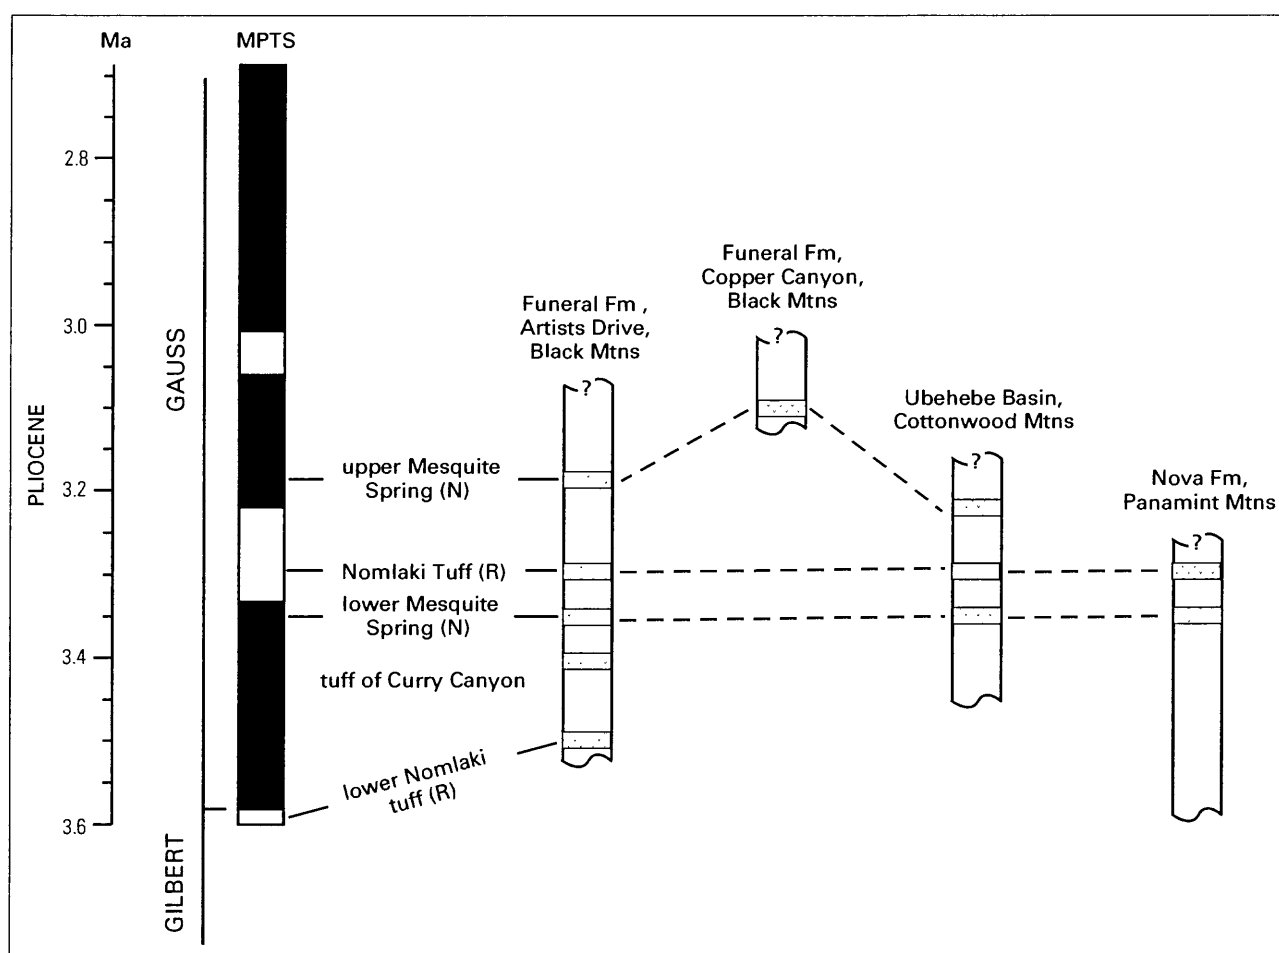 Ma
MPTS
2.8
3.0
3.2
3.4
3.6
PLIOCENE
GAUSS
GILBERT
upper Mesquite
Spring (N)
Nomlaki Tuff (R)
lower Mesquite
Spring (N)
tuff of Curry Canyon
lower Nomlaki
tuff (R)
Funeral Fm ,
Artists Drive,
Black Mtns
?
Funeral Fm,
Copper Canyon,
Black Mtns
?
Ubehebe Basin,
Cottonwood Mtns
?
Nova Fm,
Panamint Mtns
?